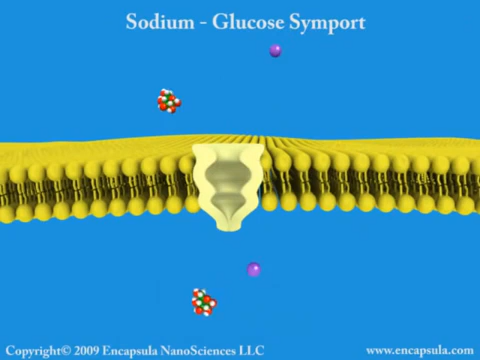 Sodium - Glucose Symport
Copyright© 2009 Encapsula NanoSciences LLC
www.encapsula.com